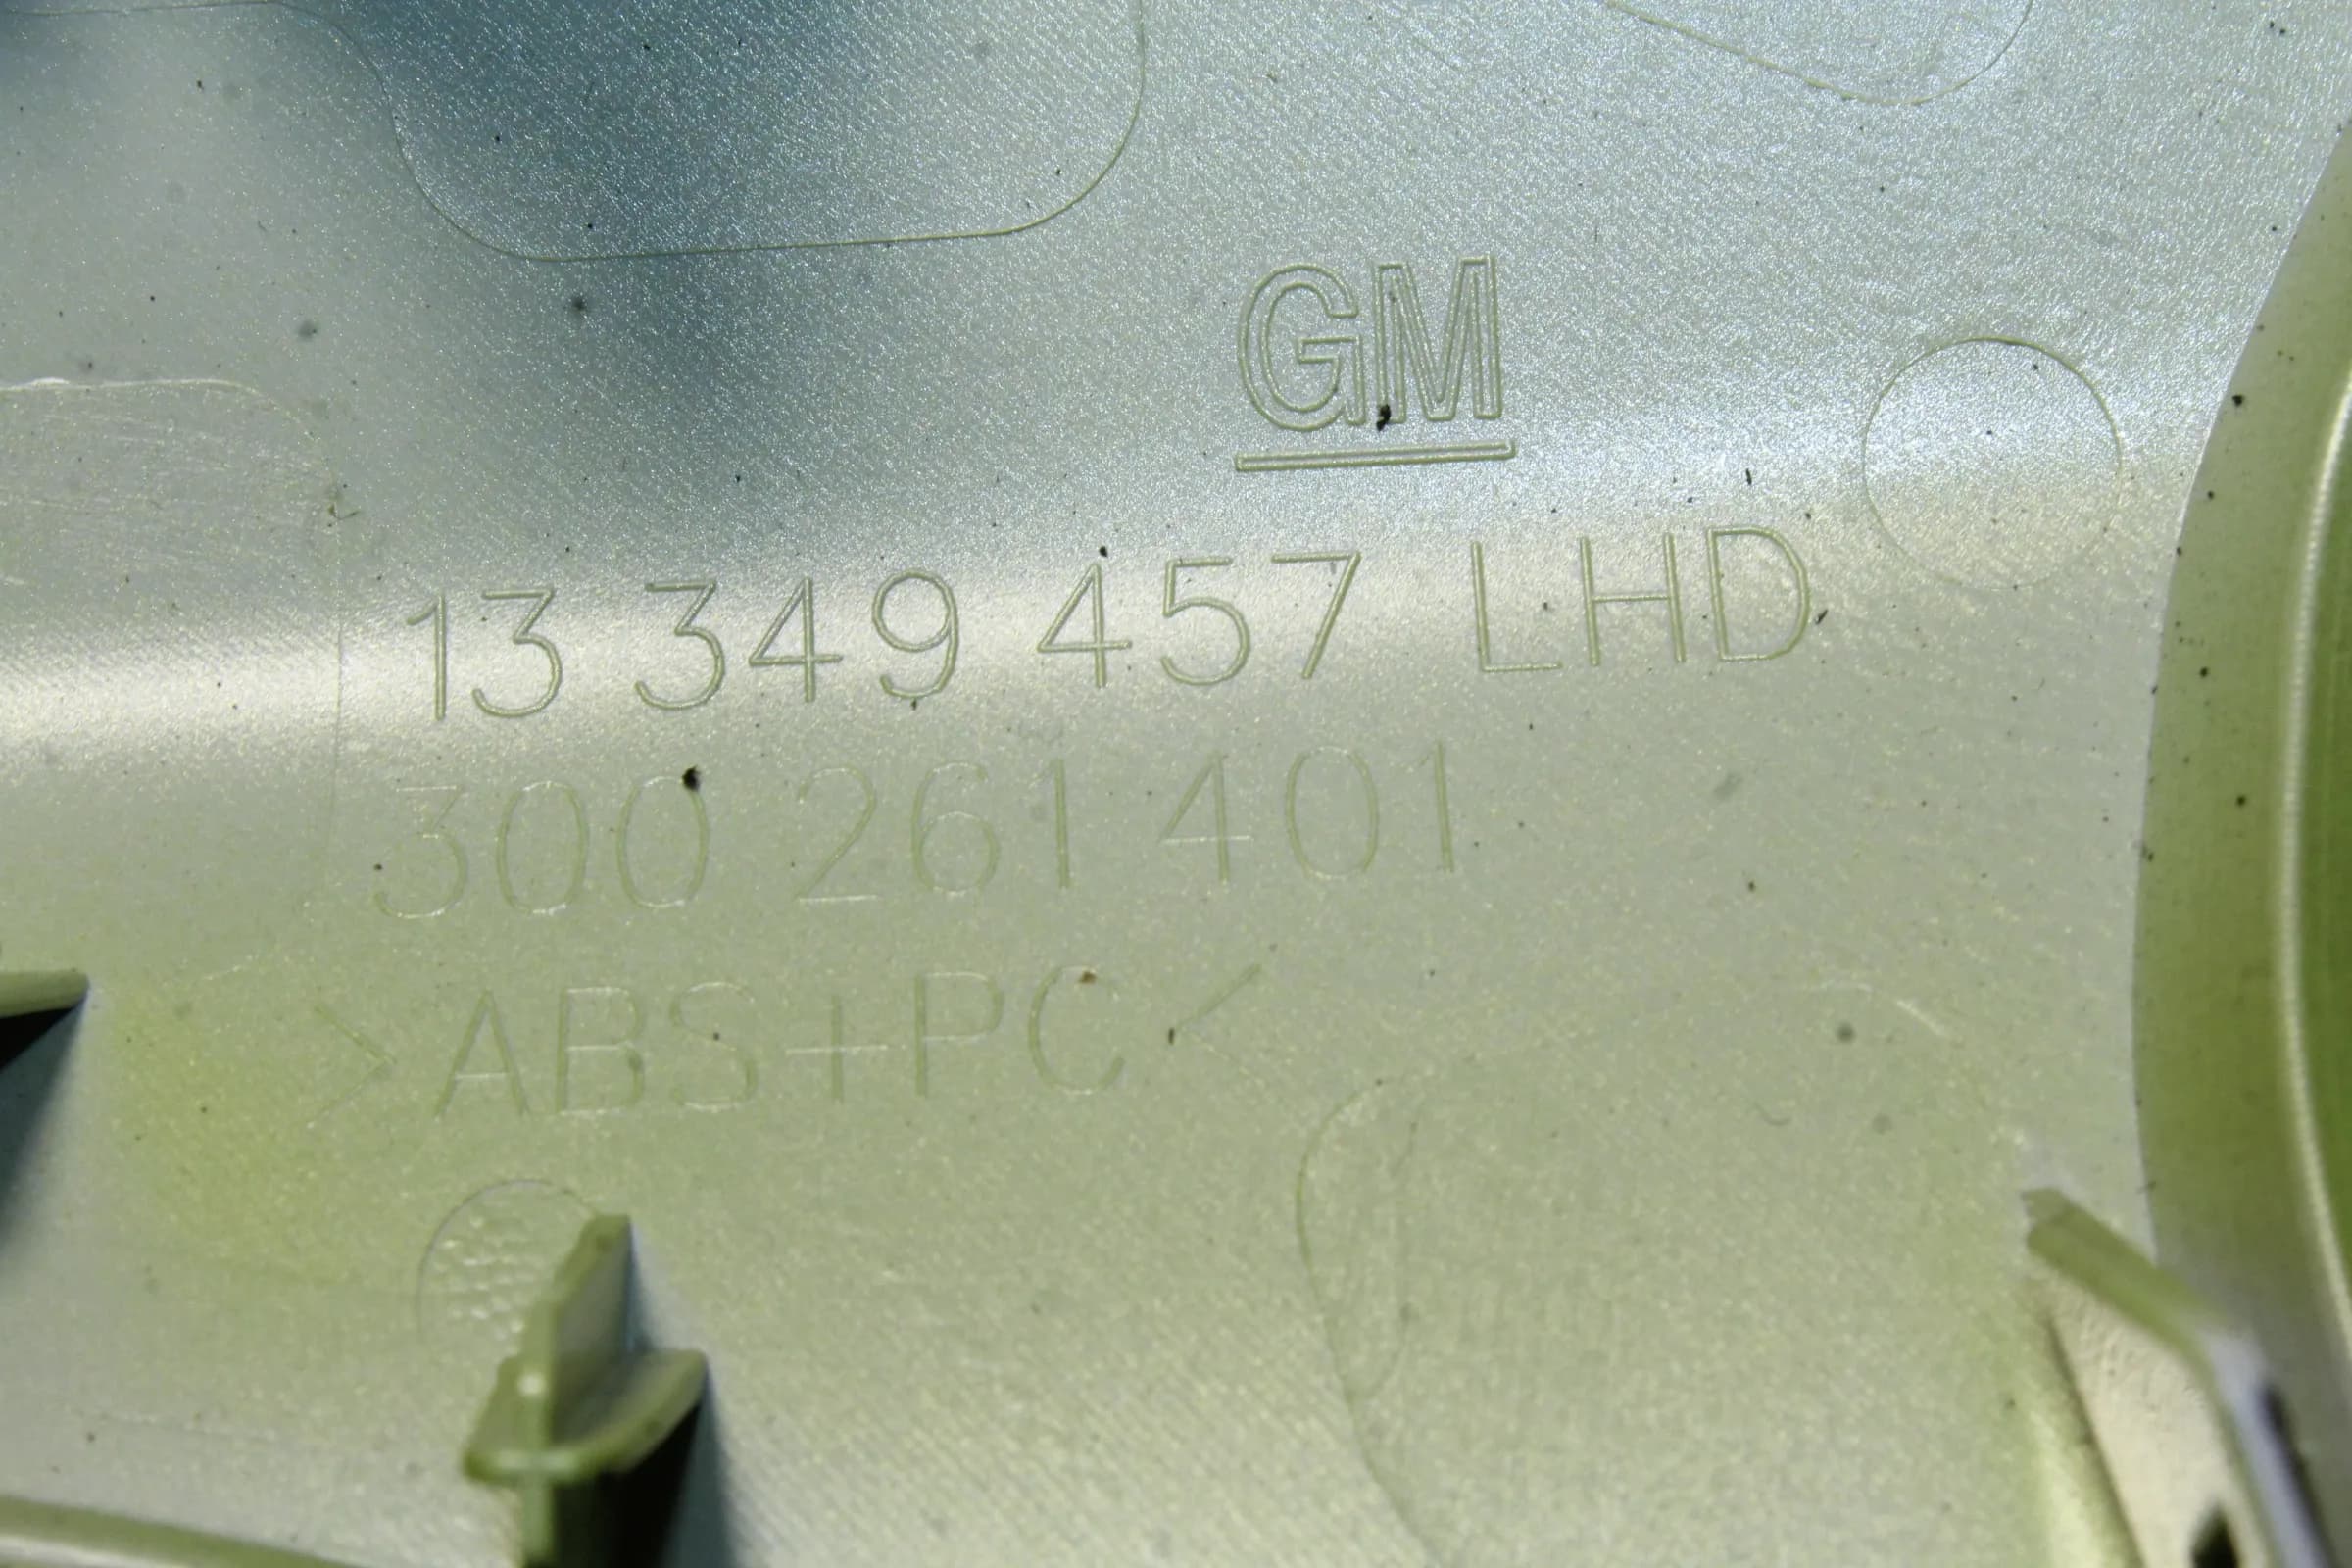 GM
13 349 457 LHD
300 261 401
>ABS+PC<